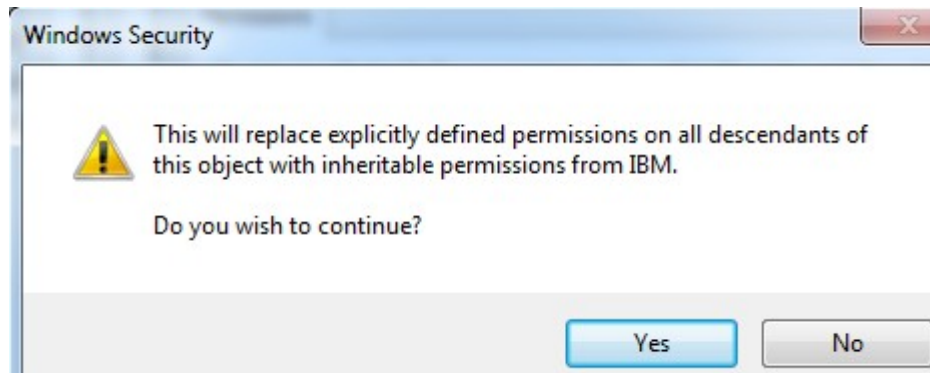 Windows Security
This will replace explicitly defined permissions on all descendants of
this object with inheritable permissions from IBM.
Do you wish to continue?
Yes
No